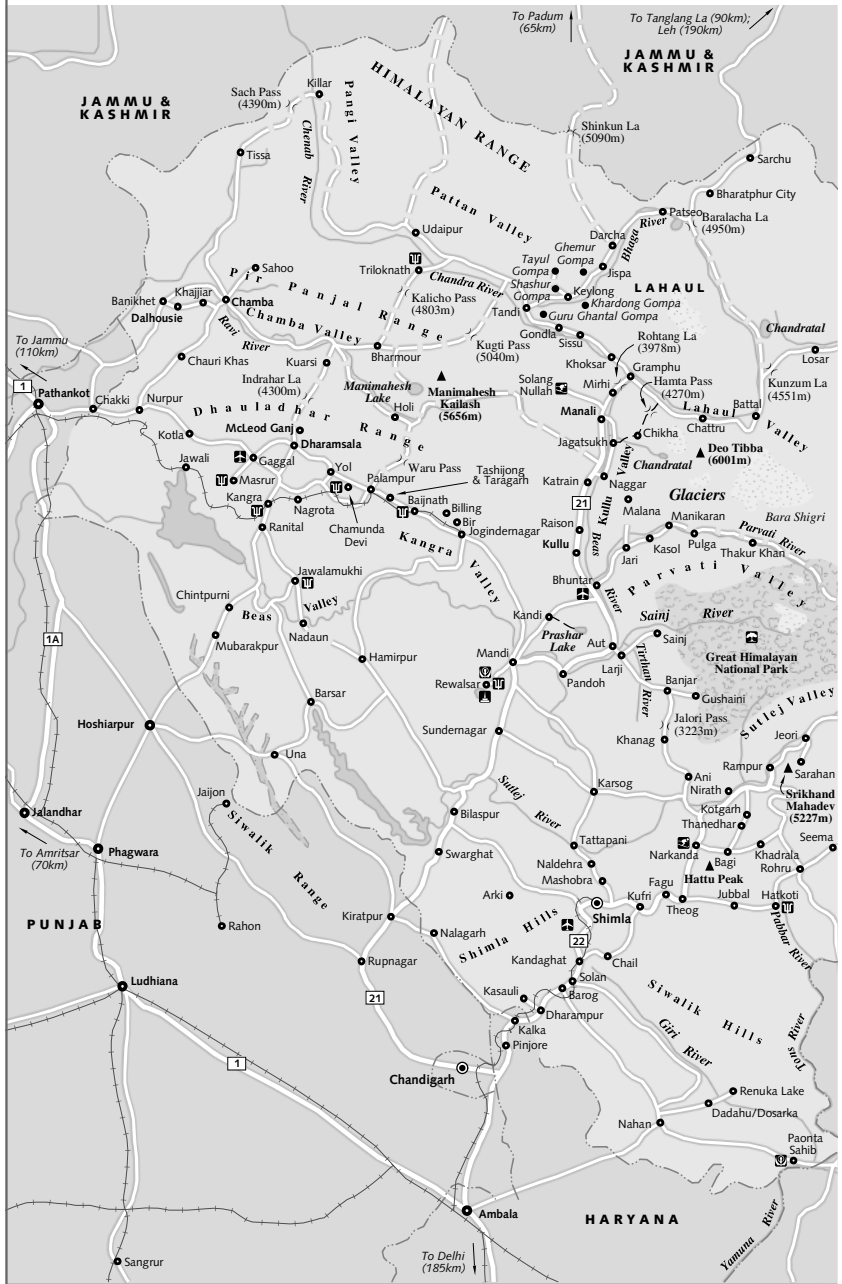 To Padum
(65km)
To Tanglang La (90km);
Leh (190km)
JAMMU &
KASHMIR
JAMMU &
KASHMIR
Sach Pass
(4390m)
Killar
Pangi Valley
Chenab
River
HIMALAYAN RANGE
Shinkun La
(5090m)
Tissa
Sarchu
Bharatphur City
Pattan Valley
Udaipur
Patseo
Baralacha La
(4950m)
Bhaga River
Darcha
Ghemur
Gompa
Tayul
Gompa
Jispa
Shashur
Gompa
Keylong
LAHAUL
Khardong Gompa
Triloknath
Chandra River
Tandi
Guru Ghantal Gompa
Gondla
Sissu
Sahoo
Pir Panjal Range
Kalicho Pass
(4803m)
Khajjiar
Banikhet
Dalhousie
Chamba
Chamba Valley
Ravi
River
Kugti Pass
(5040m)
Rohtang La
(3978m)
Chandratal
Losar
To Jammu
(110km)
Chauri Khas
Kuarsi
Bharmour
Khoksar
Gramphu
Hamta Pass
(4270m)
Kunzum La
(4551m)
1
Pathankot
Chakki
Nurpur
Indrahar La
(4300m)
Manimahesh
Lake
Manimahesh
Kailash
(5656m)
Solang
Nullah
Mirhi
Lahaul
Valley
Battal
Chattru
Dhauladhar
Range
Holi
Manali
Kotla
McLeod Ganj
Dharamsala
Jagatsukh
Chikha
Deo Tibba
(6001m)
Chandratal
Jawali
Gaggal
Masrur
Yol
Palampur
Waru Pass
Tashijong
& Taragarh
Katrain
Naggar
Glaciers
Kangra
Nagrota
Chamunda
Devi
Baijnath
Billing
Bir
Jogindernagar
21
Kullu Valley
Malana
Manikaran
Bara Shigri
Ranital
Kangra
Valley
Raison
Kullu
Beas
River
Jari
Kasol
Pulga
Thakur Khan
Parvati River
Jawalamukhi
Bhuntar
Parvati Valley
Chintpurni
Beas
Valley
Nadaun
Mubarakpur
Kandi
Prashar
Lake
Aut
Sainj River
Sainj
1A
Hamirpur
Mandi
Larji
Tirthan
River
Great Himalayan
National Park
Rewalsar
Pandoh
Banjar
Gushaini
Barsar
Jalori Pass
(3223m)
Sutlej Valley
Hoshiarpur
Sundernagar
Khanag
Jeori
Una
Rampur
Sarahan
Jaijon
Karsog
Ani
Nirath
Srikhand
Mahadev
(5227m)
Jalandhar
Bilaspur
Sutlej
River
Kotgarh
Thanedhar
To Amritsar
(70km)
Phagwara
Siwalik
Range
Swarghat
Tattapani
Seema
Naldehra
Mashobra
Narkanda
Bagi
Khadrala
Rohru
Hattu Peak
Arki
Fagu
Kufri
Theog
Jubbal
Hatkoti
PUNJAB
Kiratpur
Shimla
Rahon
Nalagarh
Shimla Hills
22
Pabbar River
Rupnagar
Kandaghat
Chail
Ludhiana
Solan
21
Kasauli
Barog
Dharampur
Siwalik Hills
Kalka
Giri
River
Tons
River
Pinjore
1
Chandigarh
Renuka Lake
Dadahu/Dosarka
Nahan
Paonta
Sahib
Ambala
HARYANA
Yamuna River
Sangrur
To Delhi
(185km)